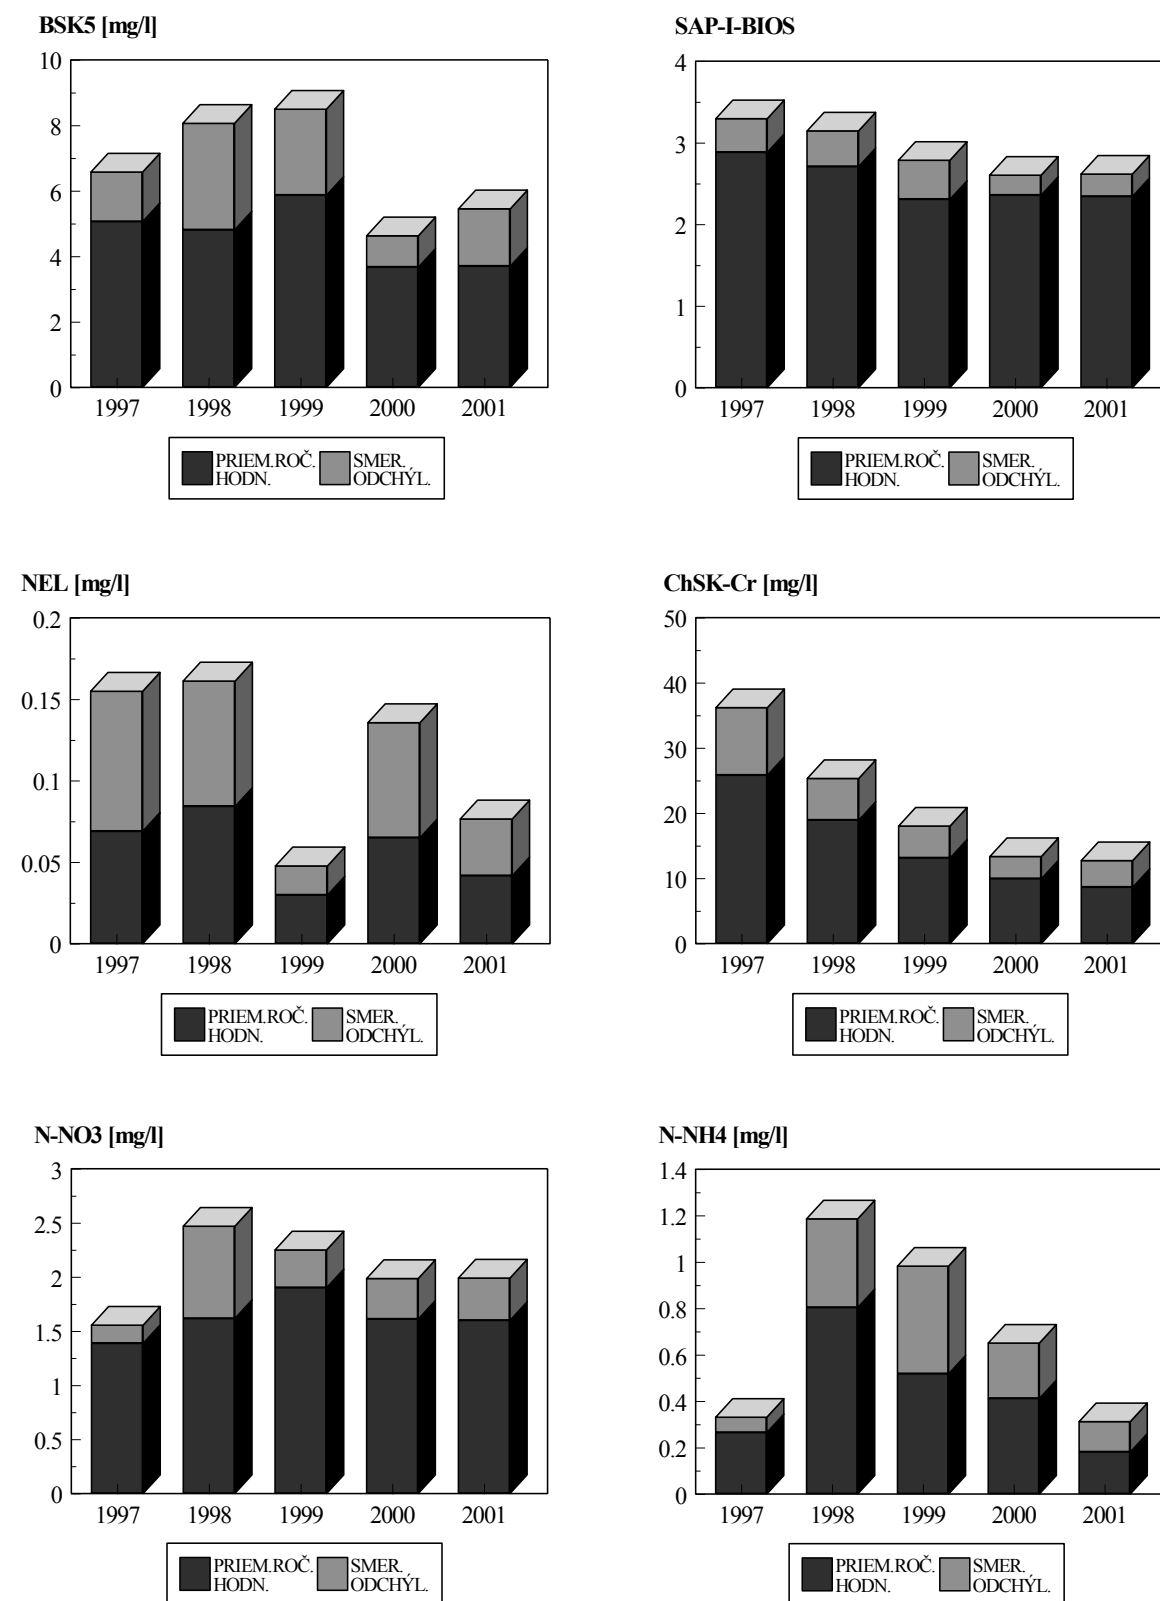 BSK5 [mg/l]
10
8
6
4
2
0
1997 1998 1999 2000 2001
PRIEM.ROČ. SMER.
HODN. ODCHÝL.
SAP-I-BIOS
4
3
2
1
0
1997 1998 1999 2000 2001
PRIEM.ROČ. SMER.
HODN. ODCHÝL.
NEL [mg/l]
0.2
0.15
0.1
0.05
0
1997 1998 1999 2000 2001
PRIEM.ROČ. SMER.
HODN. ODCHÝL.
ChSK-Cr [mg/l]
50
40
30
20
10
0
1997 1998 1999 2000 2001
PRIEM.ROČ. SMER.
HODN. ODCHÝL.
N-NO3 [mg/l]
3
2.5
2
1.5
1
0.5
0
1997 1998 1999 2000 2001
PRIEM.ROČ. SMER.
HODN. ODCHÝL.
N-NH4 [mg/l]
1.4
1.2
1
0.8
0.6
0.4
0.2
0
1997 1998 1999 2000 2001
PRIEM.ROČ. SMER.
HODN. ODCHÝL.